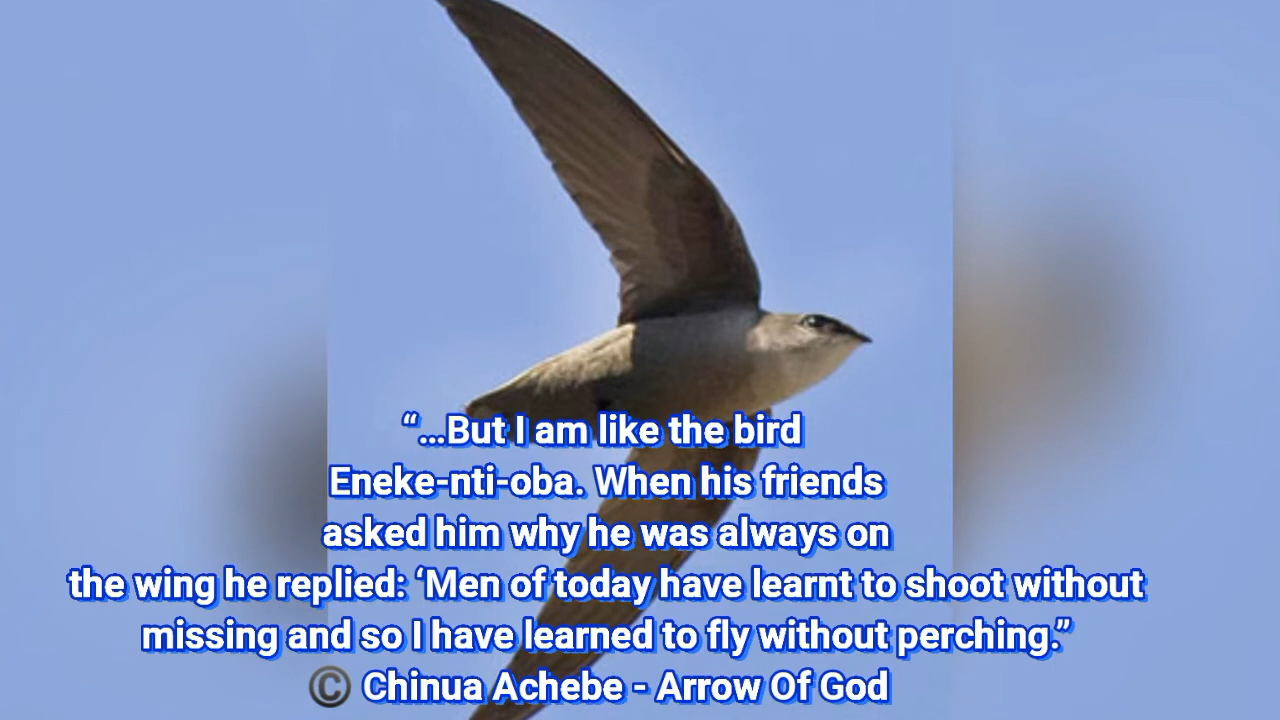 “...But I am like the bird
Eneke-nti-oba. When his friends
asked him why he was always on
the wing he replied: ‘Men of today have learnt to shoot without
missing and so I have learned to fly without perching.”
© Chinua Achebe - Arrow Of God